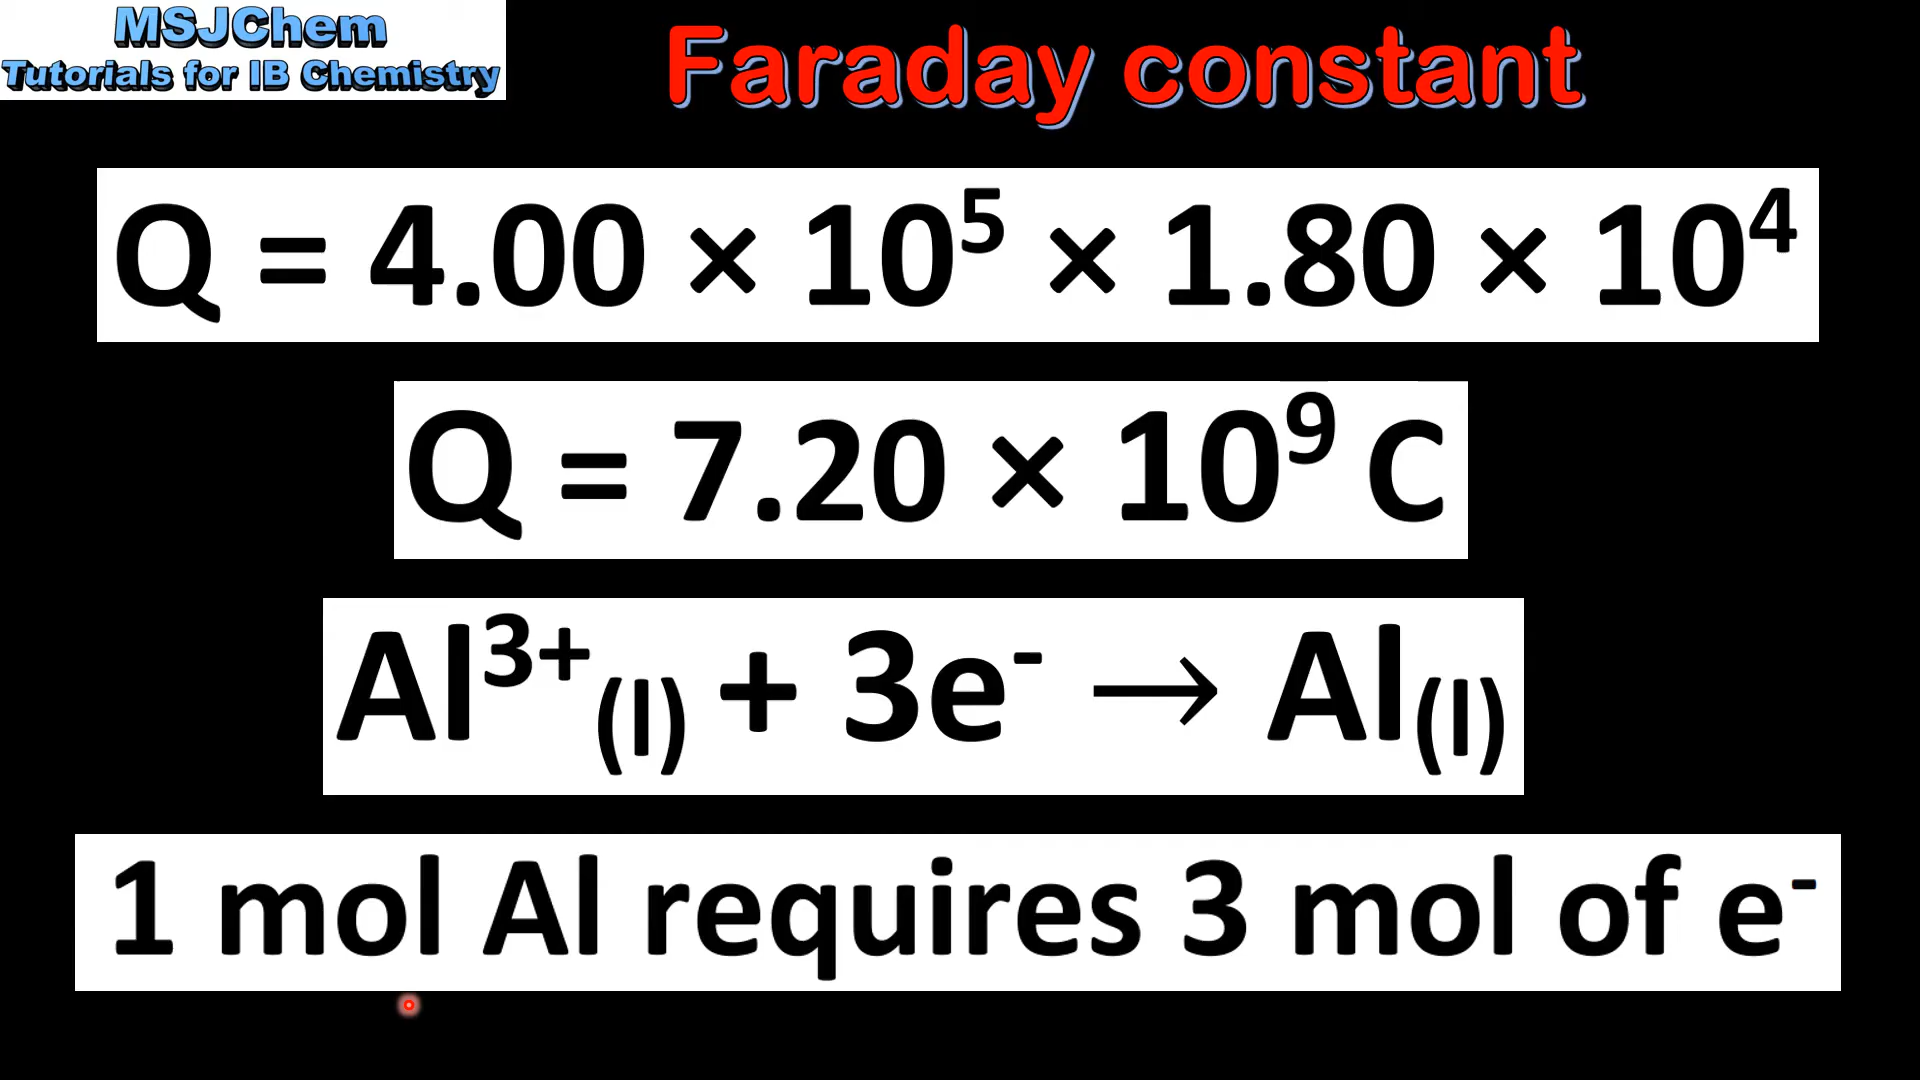 MSJChem
Tutorials for IB Chemistry
Faraday constant
Q = 4.00 × 10⁵ × 1.80 × 10⁴
Q = 7.20 × 10⁹ C
Al³⁺₍ₗ₎ + 3e⁻ → Al₍ₗ₎
1 mol Al requires 3 mol of e⁻